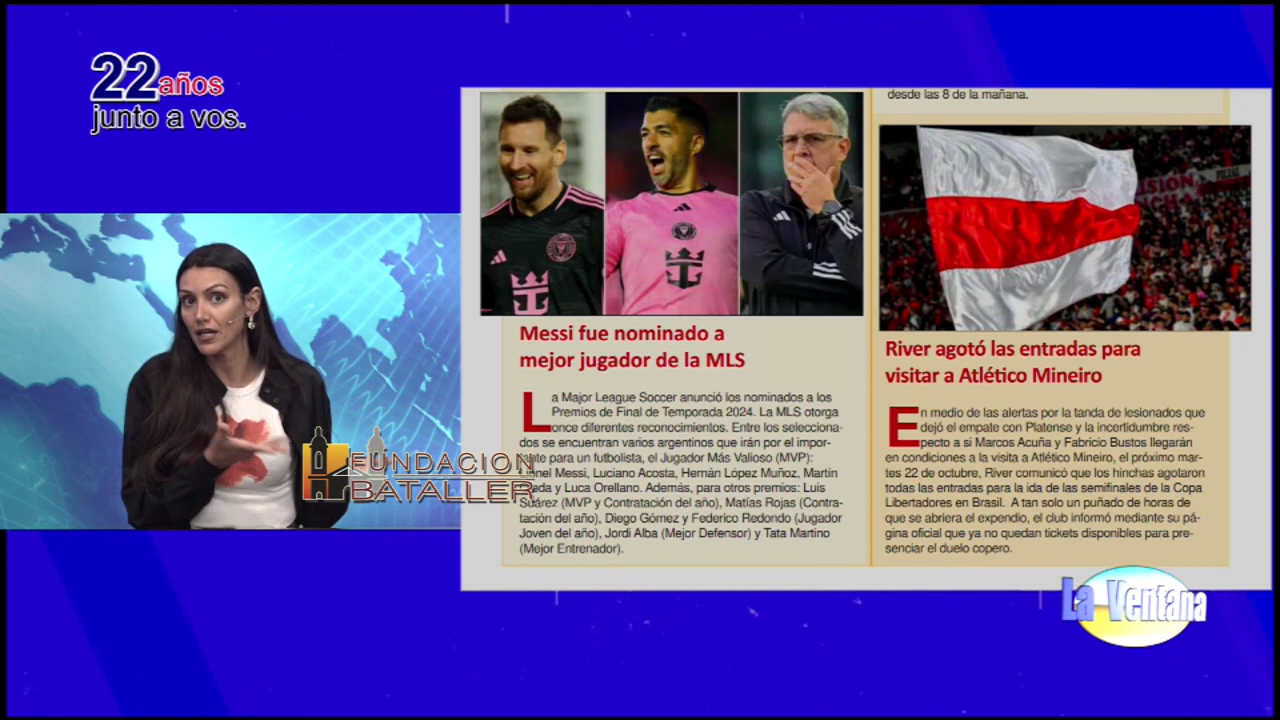 22 años
junto a vos.
FUNDACION
BATALLER
Messi fue nominado a
mejor jugador de la MLS
La Major League Soccer anunció los nominados a los
Premios de Final de Temporada 2024. La MLS otorga
once diferentes reconocimientos. Entre los selecciona-
dos se encuentran varios argentinos que irán por el impor-
para un futbolista, el Jugador Más Valioso (MVP):
Messi, Luciano Acosta, Hernán López Muñoz, Martín
y Luca Orellano. Además, para otros premios: Luis
Suárez (MVP y Contratación del año), Matías Rojas (Contra-
tación del año), Diego Gómez y Federico Redondo (Jugador
Joven del año), Jordi Alba (Mejor Defensor) y Tata Martino
(Mejor Entrenador).
desde las 8 de la mañana.
River agotó las entradas para
visitar a Atlético Mineiro
En medio de las alertas por la tanda de lesionados que
dejó el empate con Platense y la incertidumbre res-
pecto a si Marcos Acuña y Fabricio Bustos llegarán
en condiciones a la visita a Atlético Mineiro, el próximo mar-
tes 22 de octubre, River comunicó que los hinchas agotaron
todas las entradas para la ida de las semifinales de la Copa
Libertadores en Brasil. A tan solo un puñado de horas de
que se abriera el expendio, el club informó mediante su pá-
gina oficial que ya no quedan tickets disponibles para pre-
senciar el duelo copero.
La Ventana